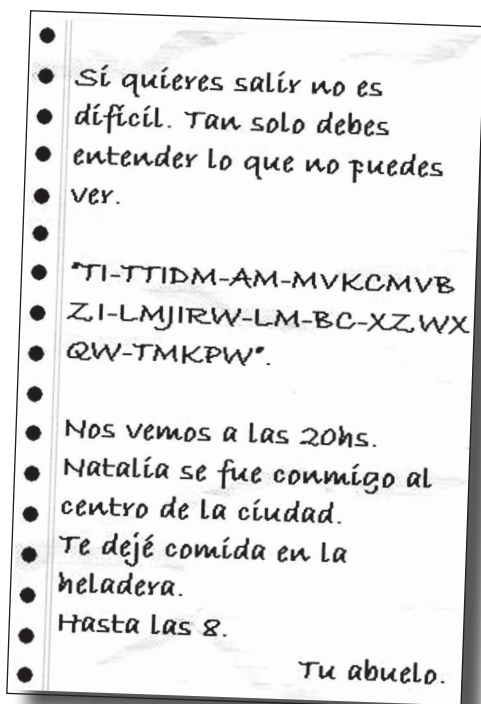 Si quieres salir no es
difícil. Tan solo debes
entender lo que no puedes
ver.
"TI-TTIDM-AM-MVKCMVB
ZI-LMJIRW-LM-BC-XZWX
QW-TMKPW".
Nos vemos a las 20hs.
Natalia se fue conmigo al
centro de la ciudad.
Te dejé comida en la
heladera.
Hasta las 8.
Tu abuelo.